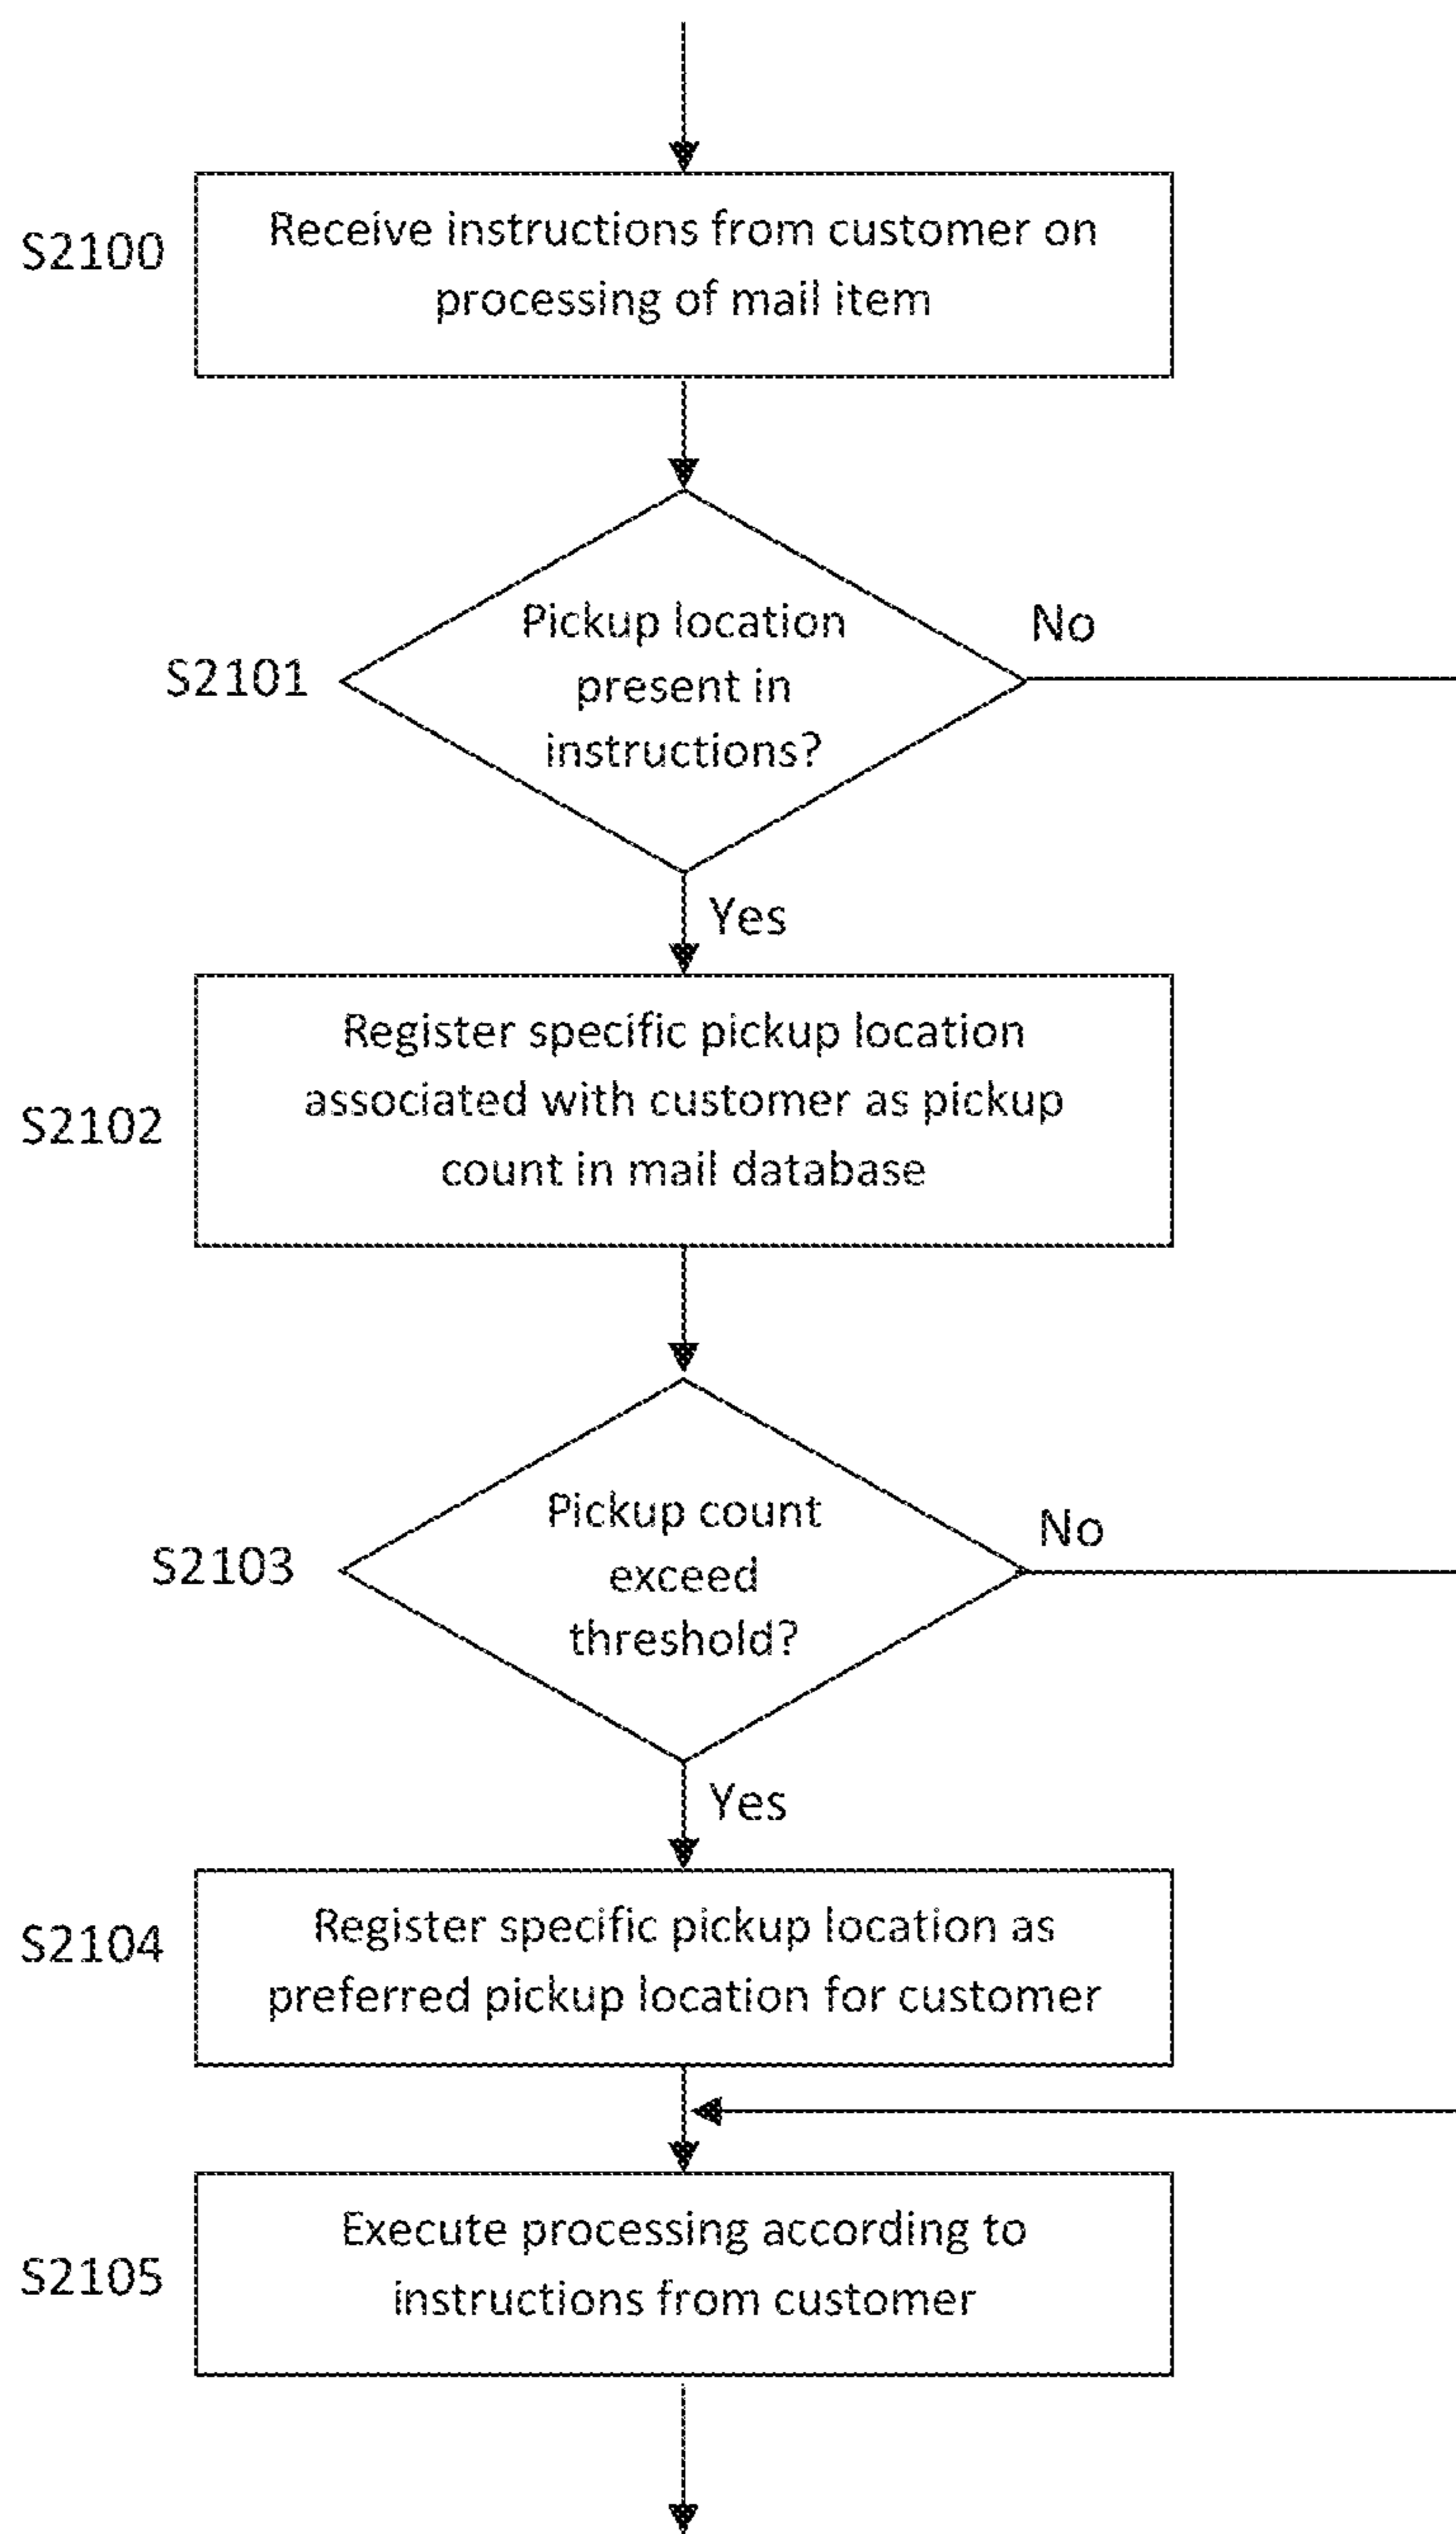 S2100
Receive instructions from customer on
processing of mail item
S2101
Pickup location
present in
instructions?
No
Yes
S2102
Register specific pickup location
associated with customer as pickup
count in mail database
S2103
Pickup count
exceed
threshold?
No
Yes
S2104
Register specific pickup location as
preferred pickup location for customer
S2105
Execute processing according to
instructions from customer